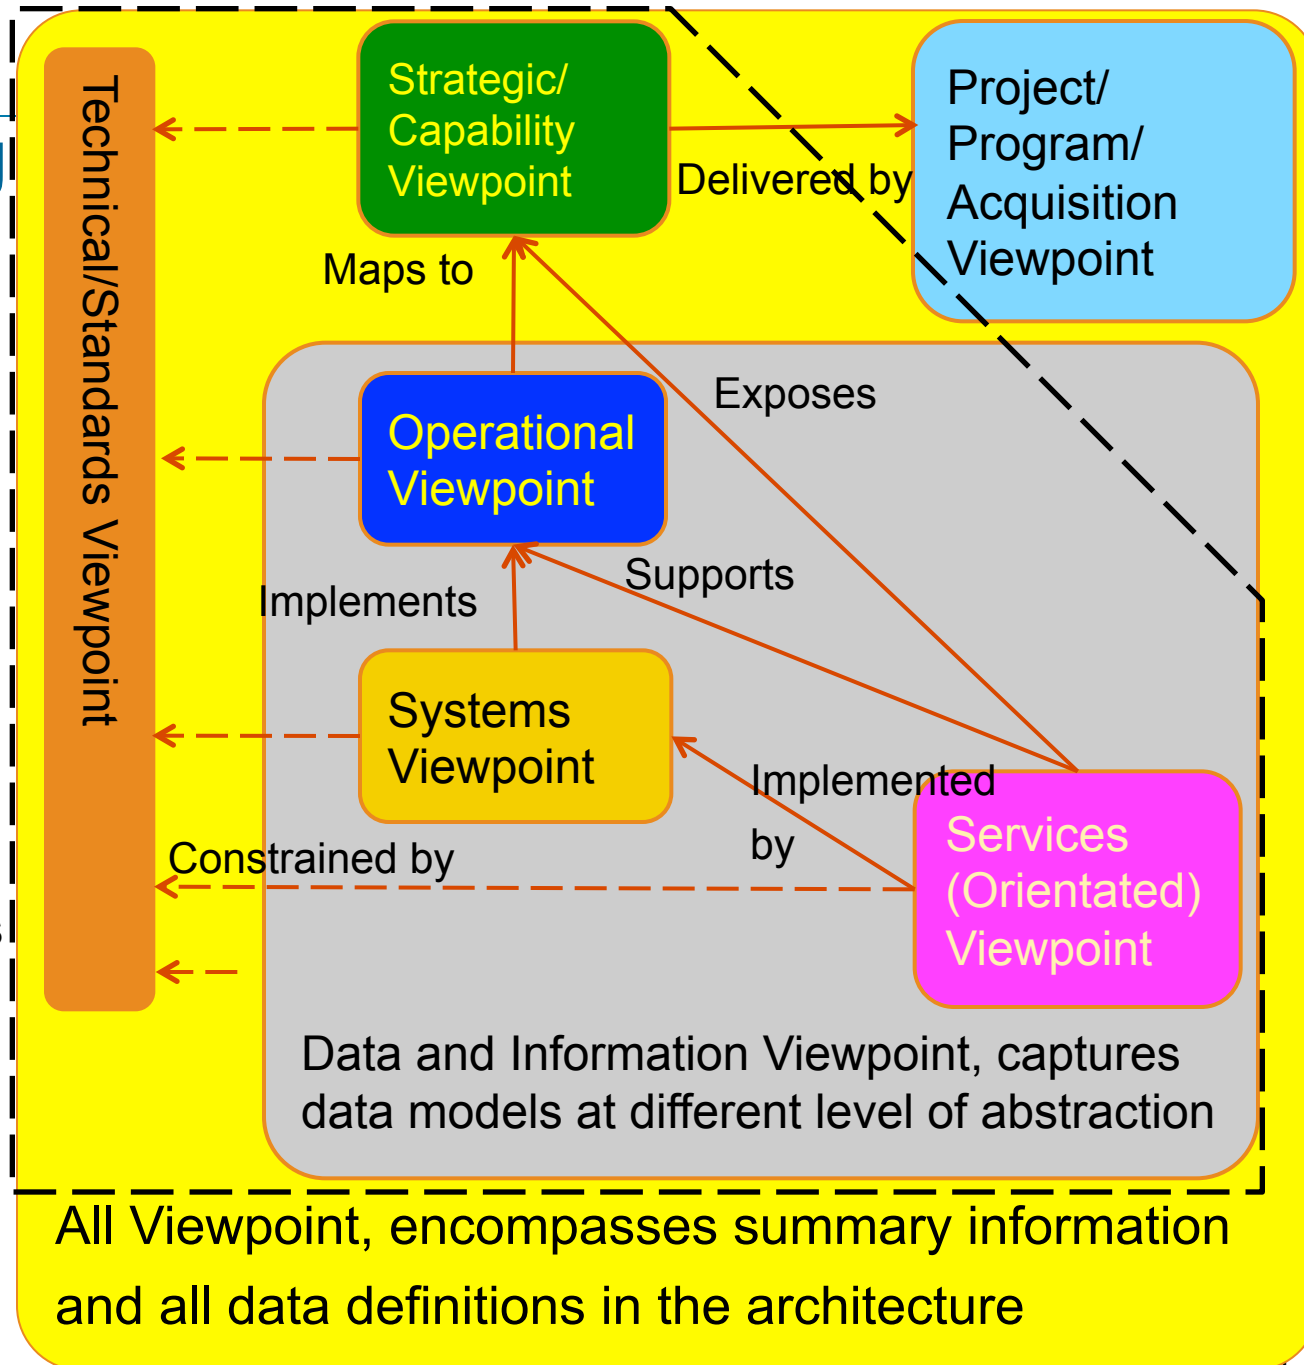 Strategic/
Capability
Viewpoint
Project/
Program/
Acquisition
Viewpoint
Delivered by
Technical/Standards Viewpoint
Maps to
Exposes
Operational
Viewpoint
Supports
Implements
Systems
Viewpoint
Implemented
by
Services
(Orientated)
Viewpoint
Constrained by
Data and Information Viewpoint, captures
data models at different level of abstraction
All Viewpoint, encompasses summary information
and all data definitions in the architecture